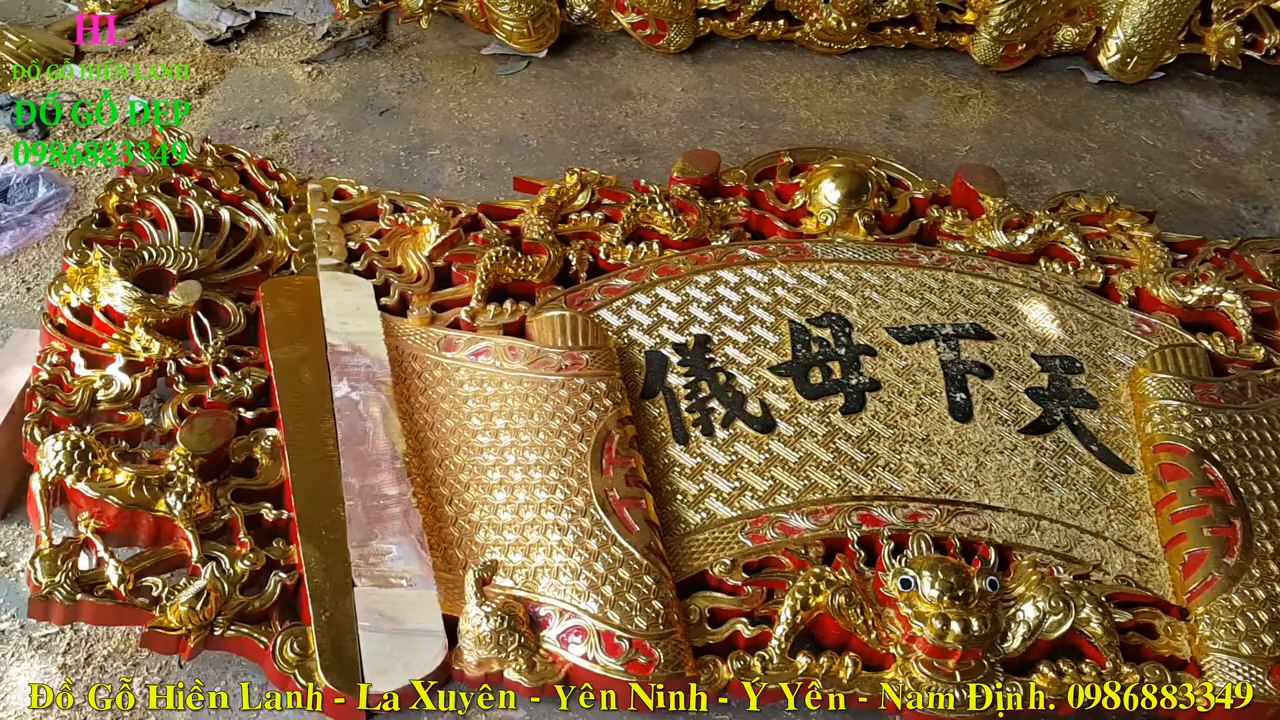 HL
ĐỒ GỖ HIỀN LANH
ĐỒ GỖ ĐẸP
0986883349
儀母下天
Đồ Gỗ Hiền Lanh - La Xuyên - Yên Ninh - Ý Yên - Nam Định. 0986883349